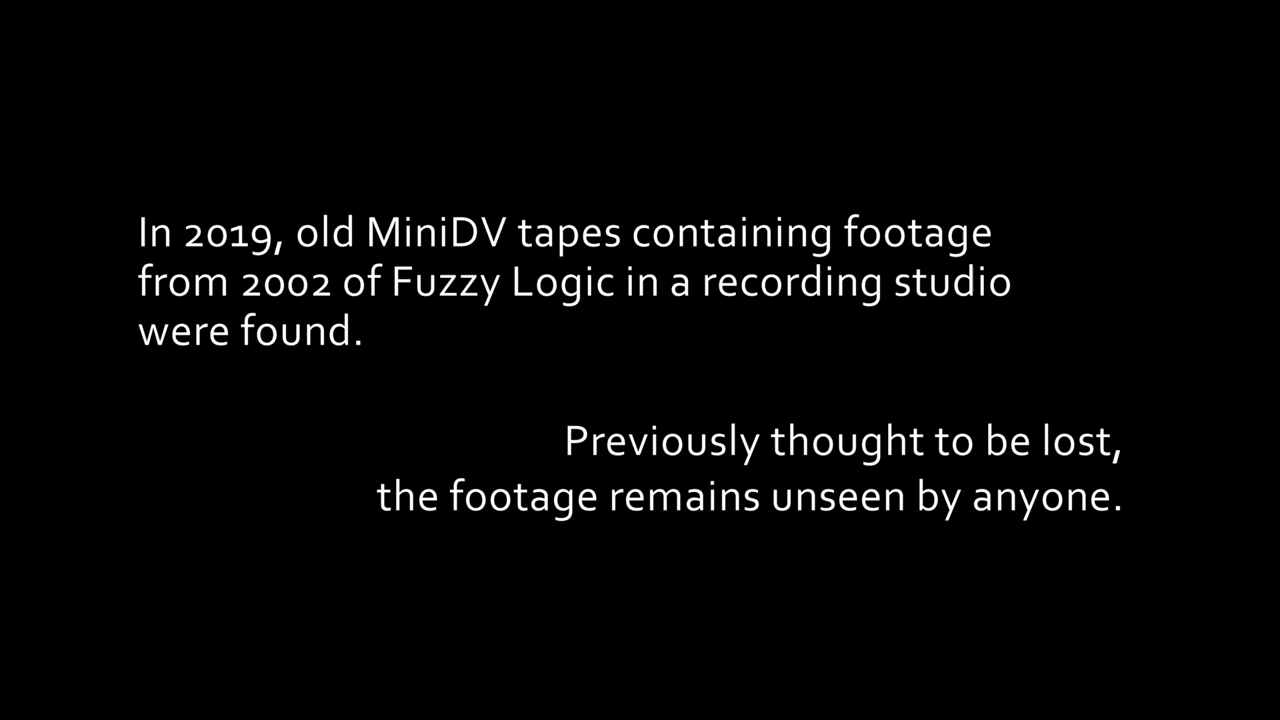 In 2019, old MiniDV tapes containing footage
from 2002 of Fuzzy Logic in a recording studio
were found.
Previously thought to be lost,
the footage remains unseen by anyone.